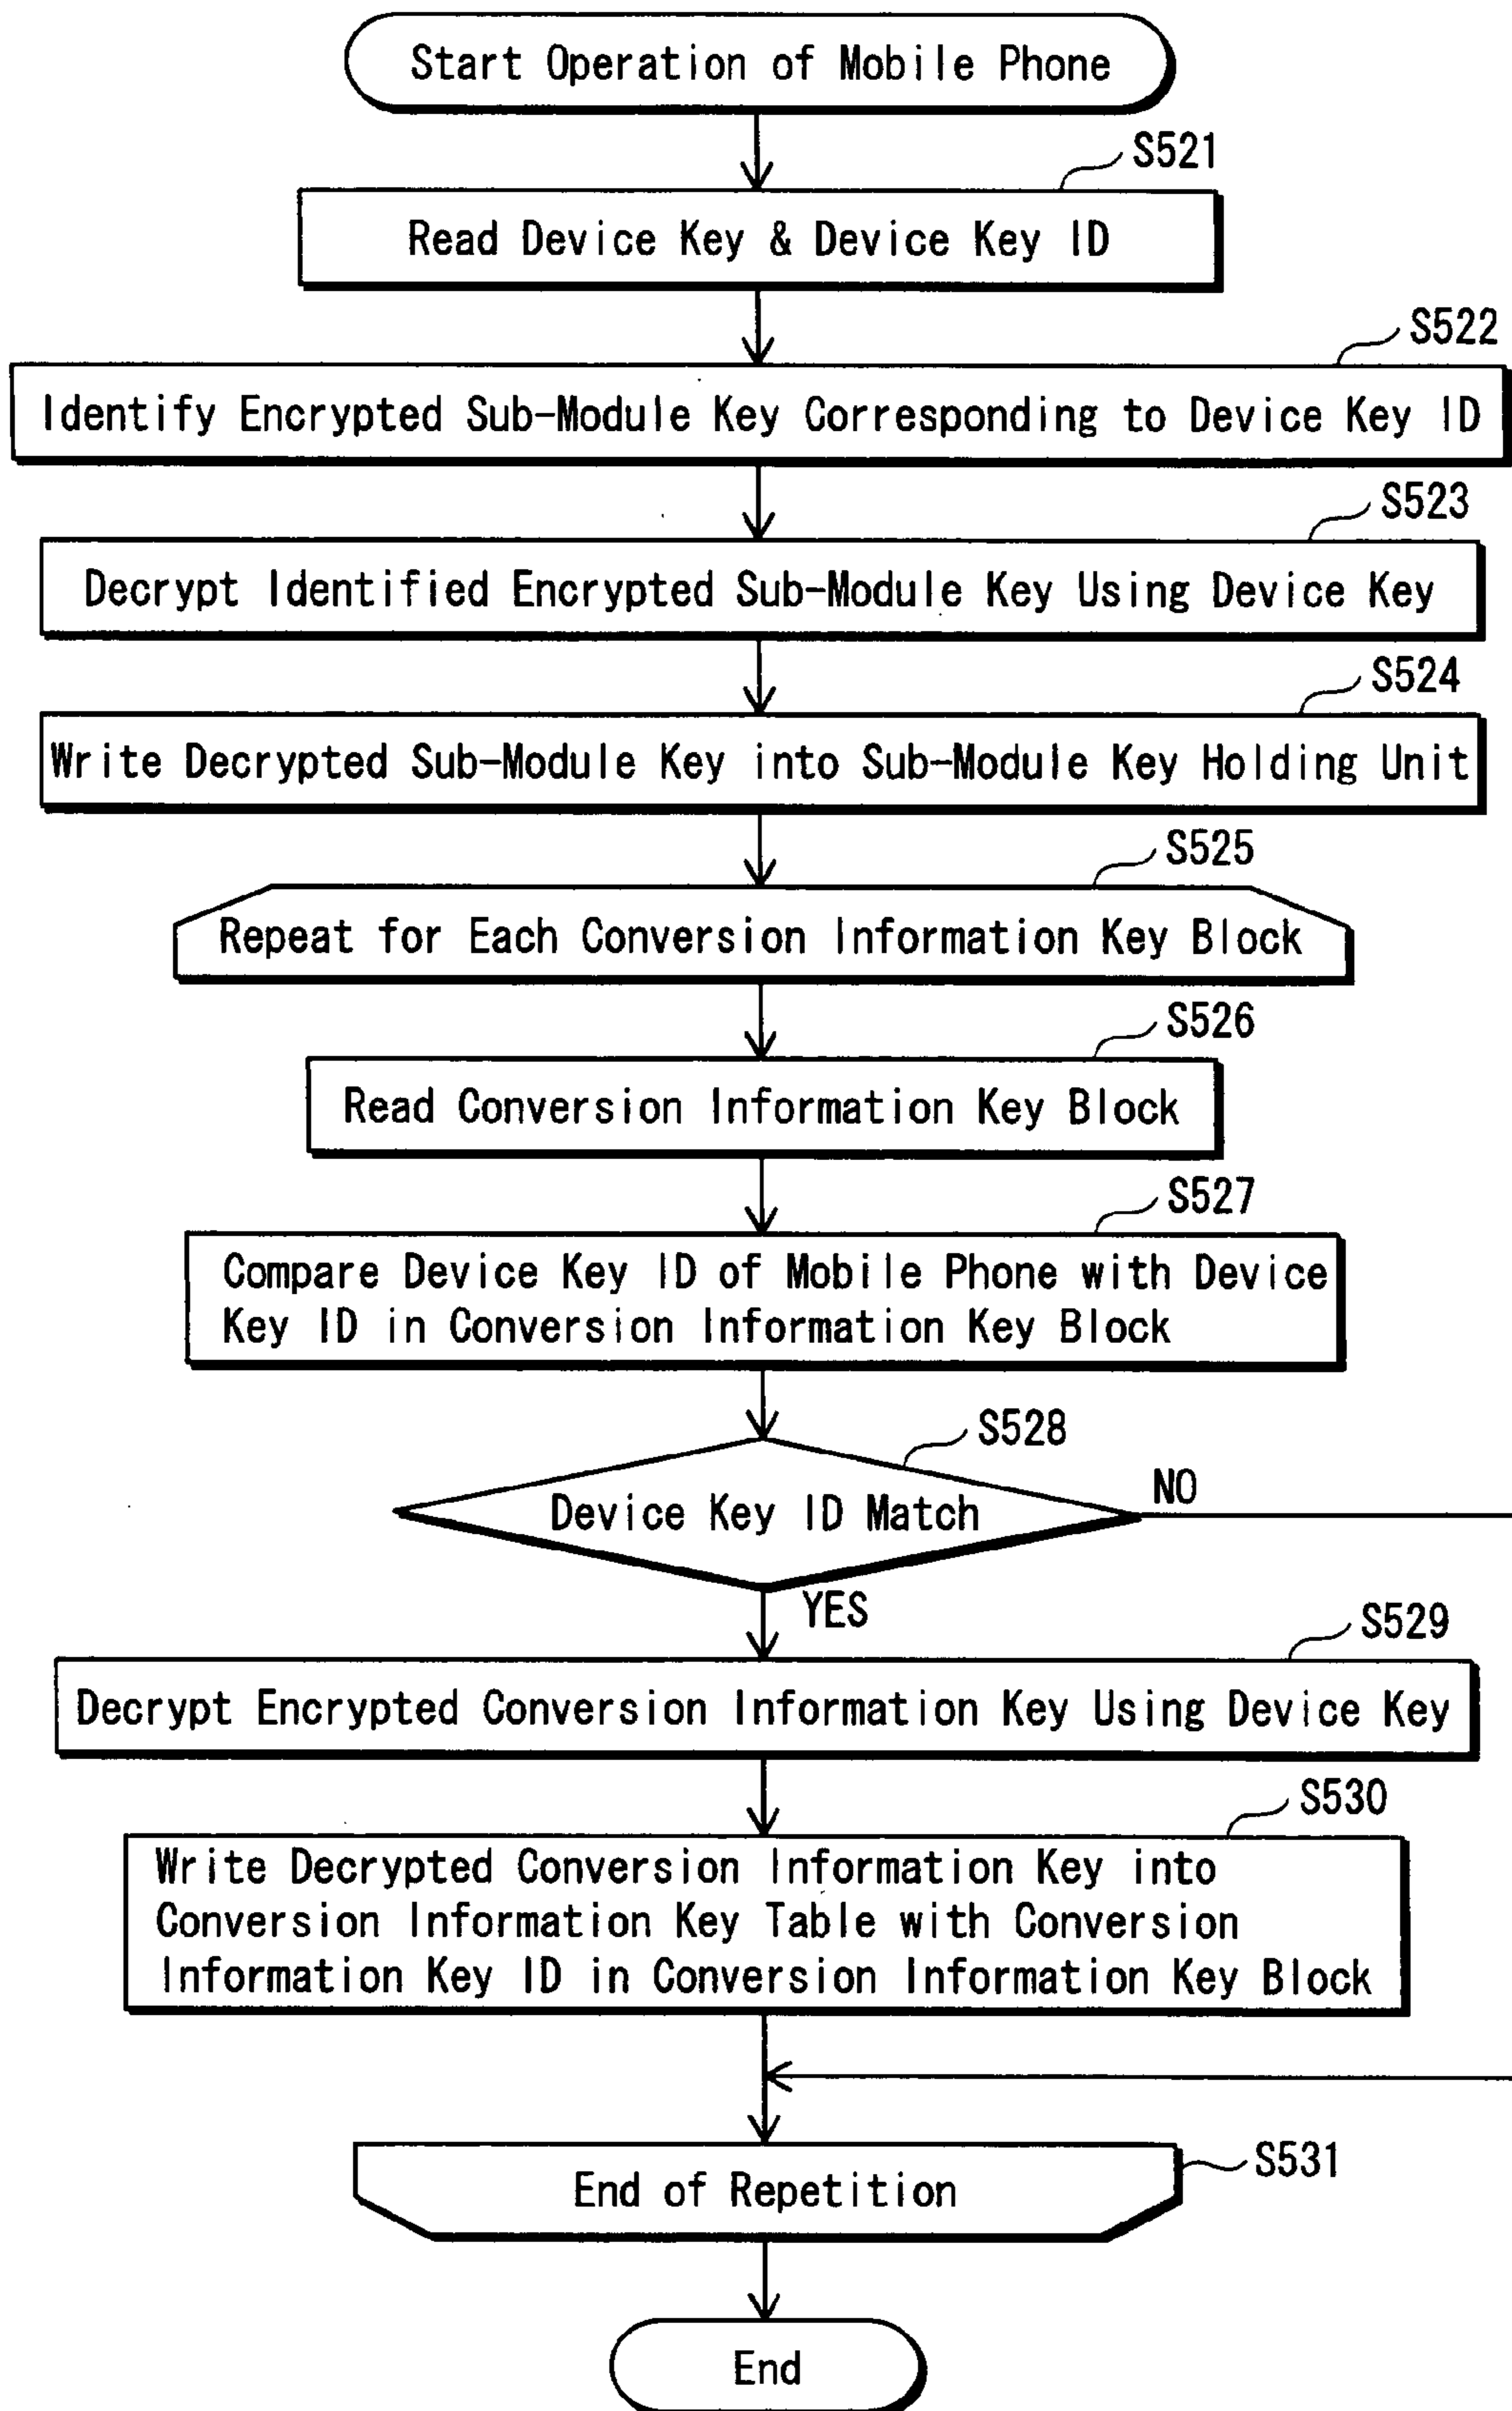 Start Operation of Mobile Phone
S521
Read Device Key & Device Key ID
S522
Identify Encrypted Sub-Module Key Corresponding to Device Key ID
S523
Decrypt Identified Encrypted Sub-Module Key Using Device Key
S524
Write Decrypted Sub-Module Key into Sub-Module Key Holding Unit
S525
Repeat for Each Conversion Information Key Block
S526
Read Conversion Information Key Block
S527
Compare Device Key ID of Mobile Phone with Device
Key ID in Conversion Information Key Block
S528
Device Key ID Match
NO
YES
S529
Decrypt Encrypted Conversion Information Key Using Device Key
S530
Write Decrypted Conversion Information Key into
Conversion Information Key Table with Conversion
Information Key ID in Conversion Information Key Block
End of Repetition
S531
End